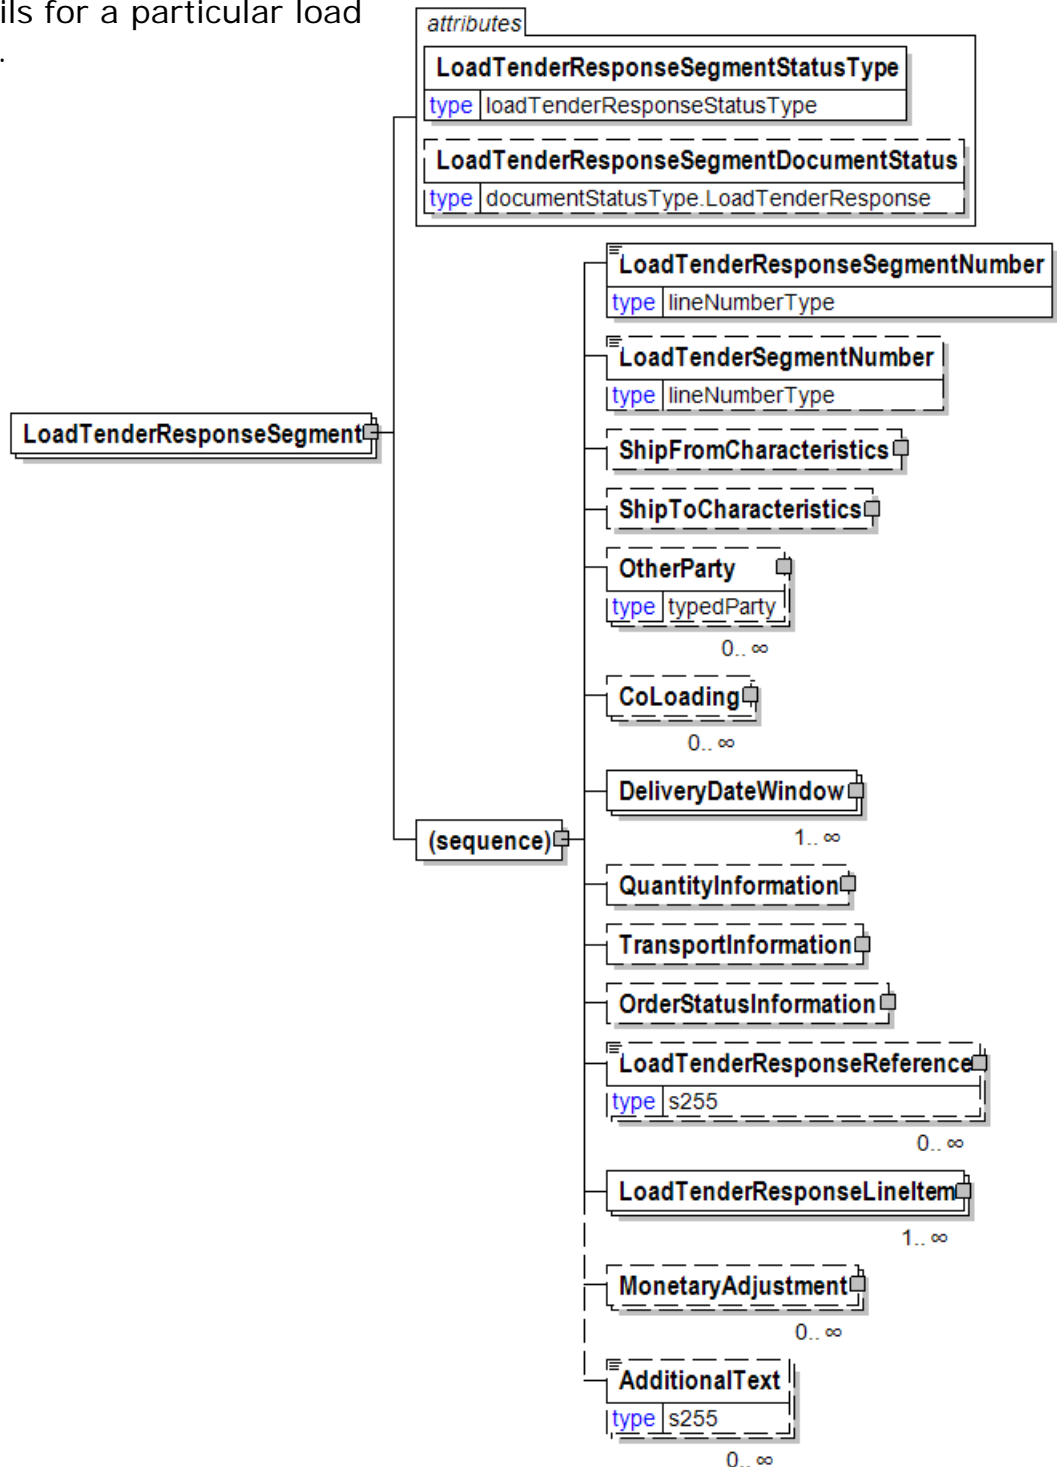 ils for a particular load
.
attributes
LoadTenderResponseSegmentStatusType
type loadTenderResponseStatusType
LoadTenderResponseSegmentDocumentStatus
type documentStatusType.LoadTenderResponse
LoadTenderResponseSegment
(sequence)
LoadTenderResponseSegmentNumber
type lineNumberType
LoadTenderSegmentNumber
type lineNumberType
ShipFromCharacteristics
ShipToCharacteristics
OtherParty
type typedParty
0.. ∞
CoLoading
0.. ∞
DeliveryDateWindow
1.. ∞
QuantityInformation
TransportInformation
OrderStatusInformation
LoadTenderResponseReference
type s255
0.. ∞
LoadTenderResponseLineItem
1.. ∞
MonetaryAdjustment
0.. ∞
AdditionalText
type s255
0.. ∞